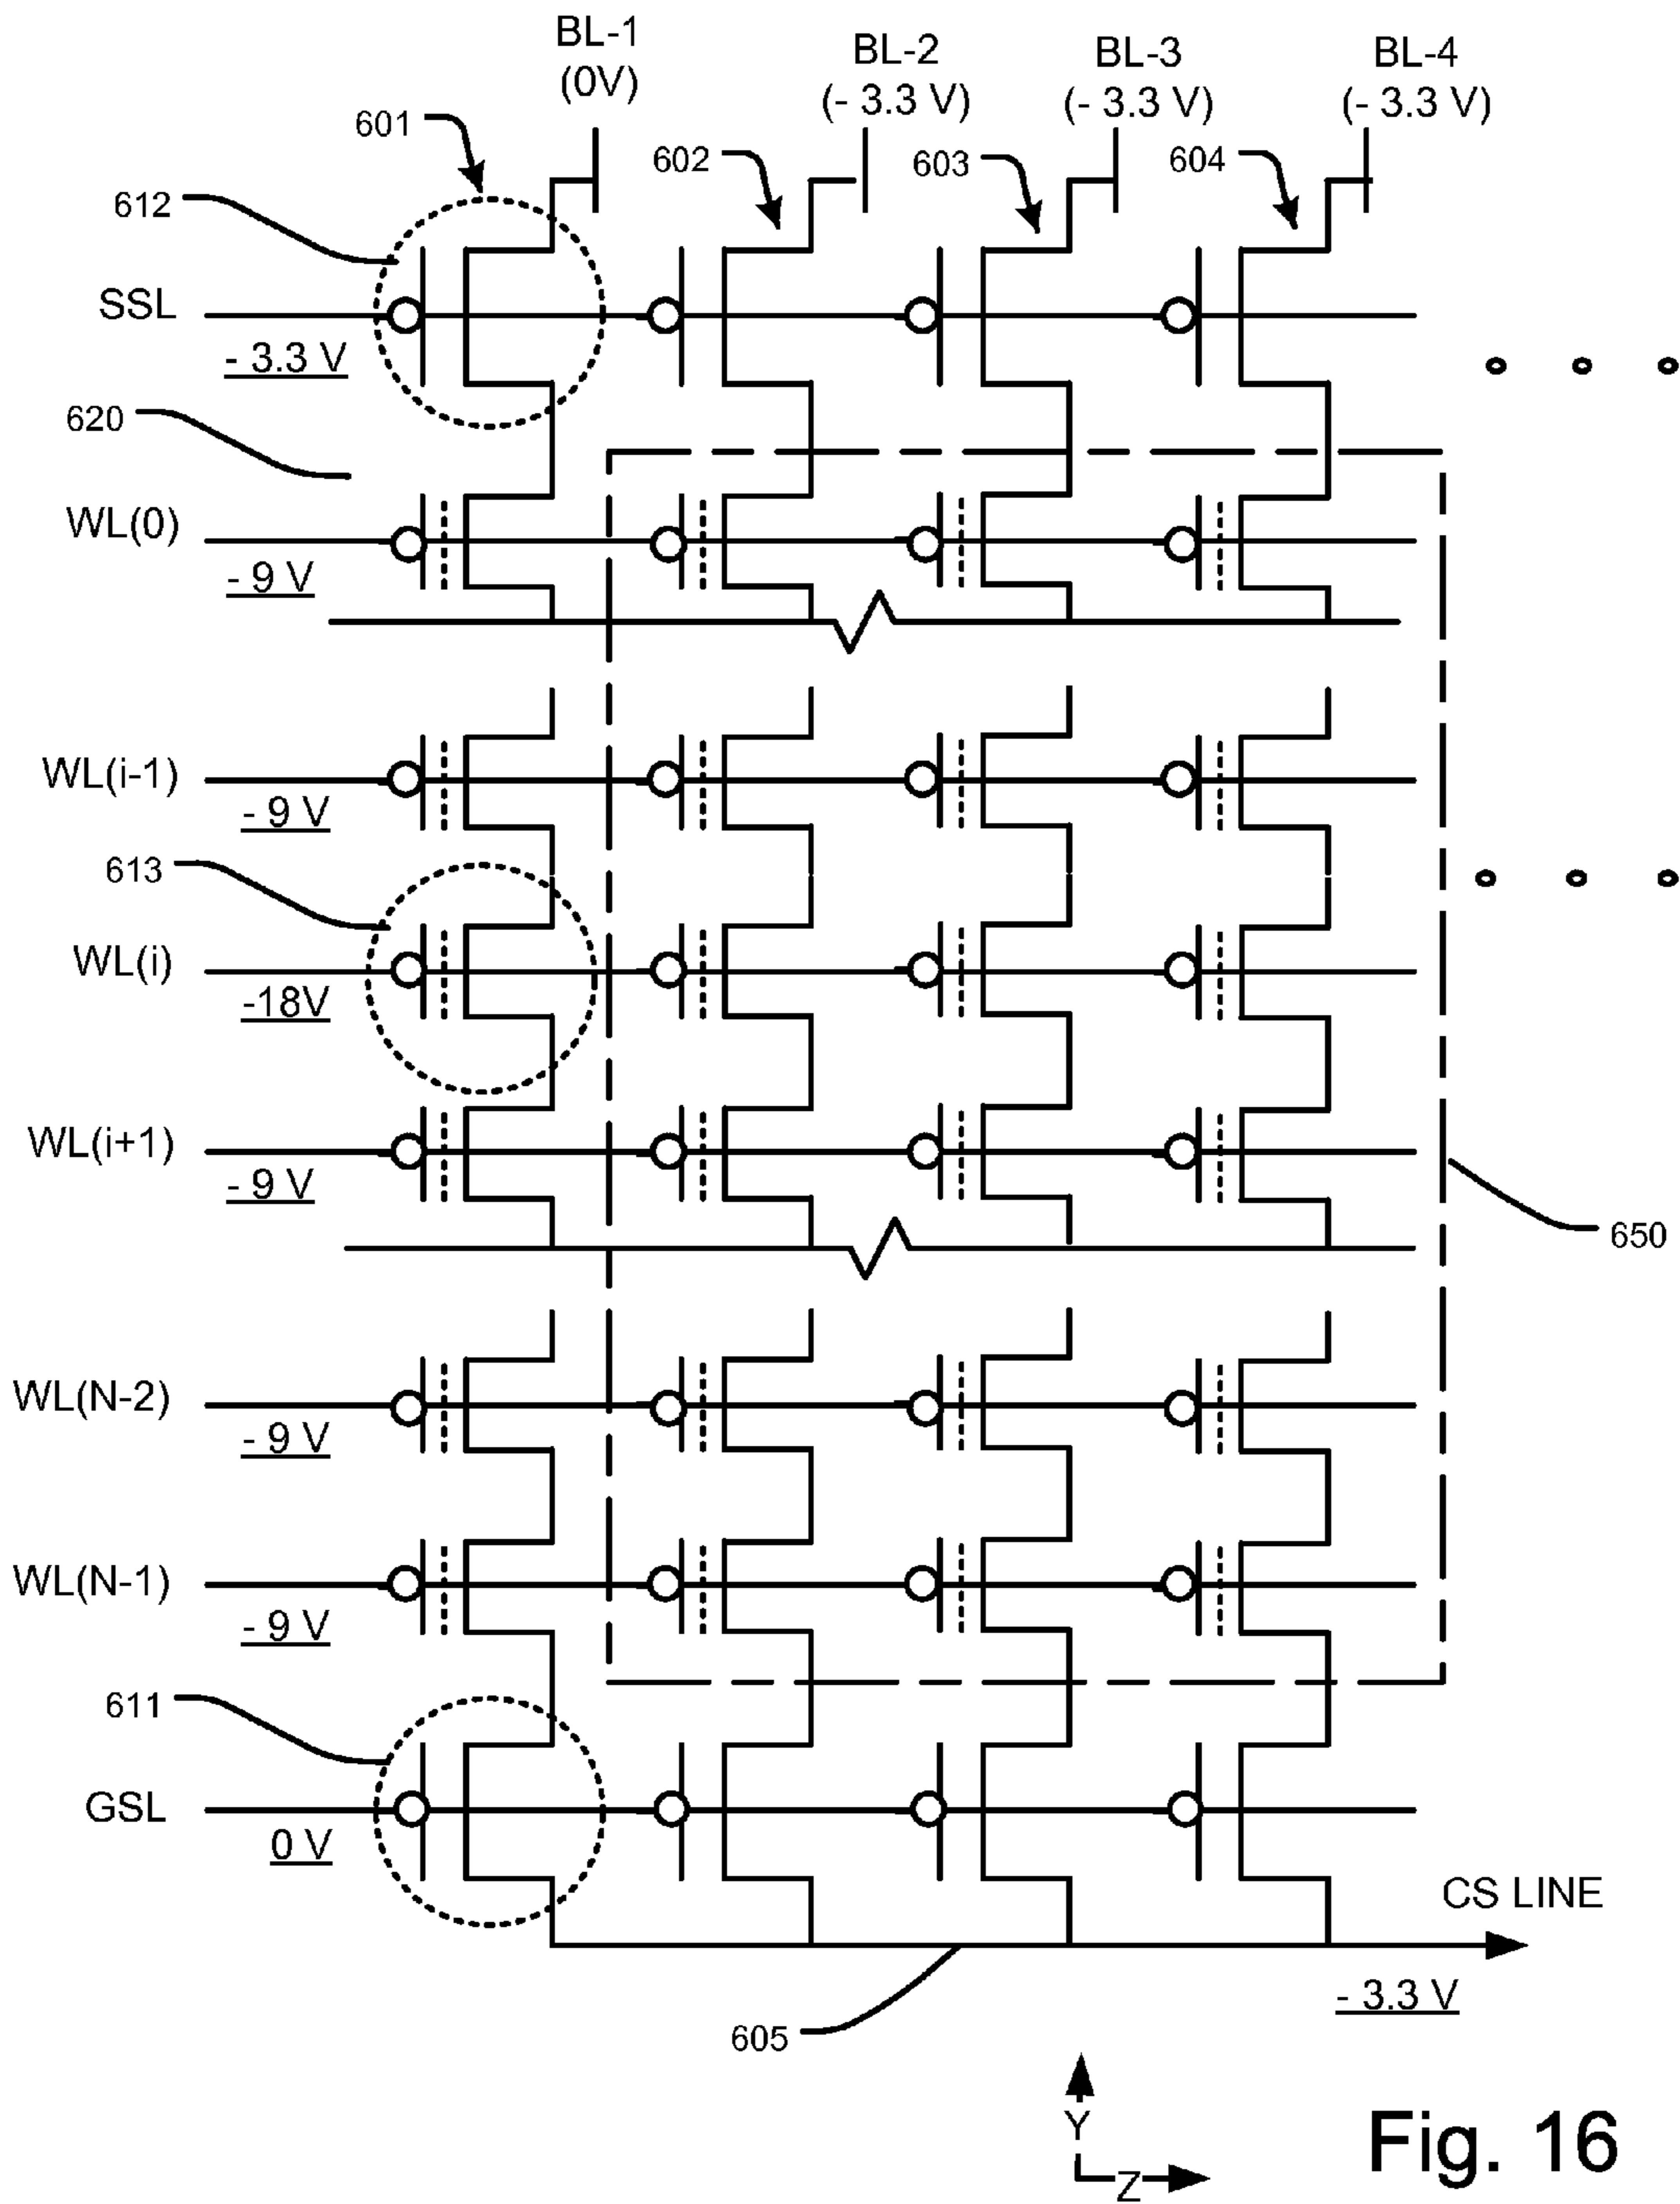 BL-1
(0V)
BL-2
(- 3.3 V)
BL-3
(- 3.3 V)
BL-4
(- 3.3 V)
601
602
603
604
612
SSL
- 3.3 V
620
WL(0)
- 9 V
WL(i-1)
- 9 V
613
WL(i)
-18V
WL(i+1)
- 9 V
650
WL(N-2)
- 9 V
WL(N-1)
- 9 V
611
GSL
0 V
CS LINE
- 3.3 V
605
Y
Z
Fig. 16